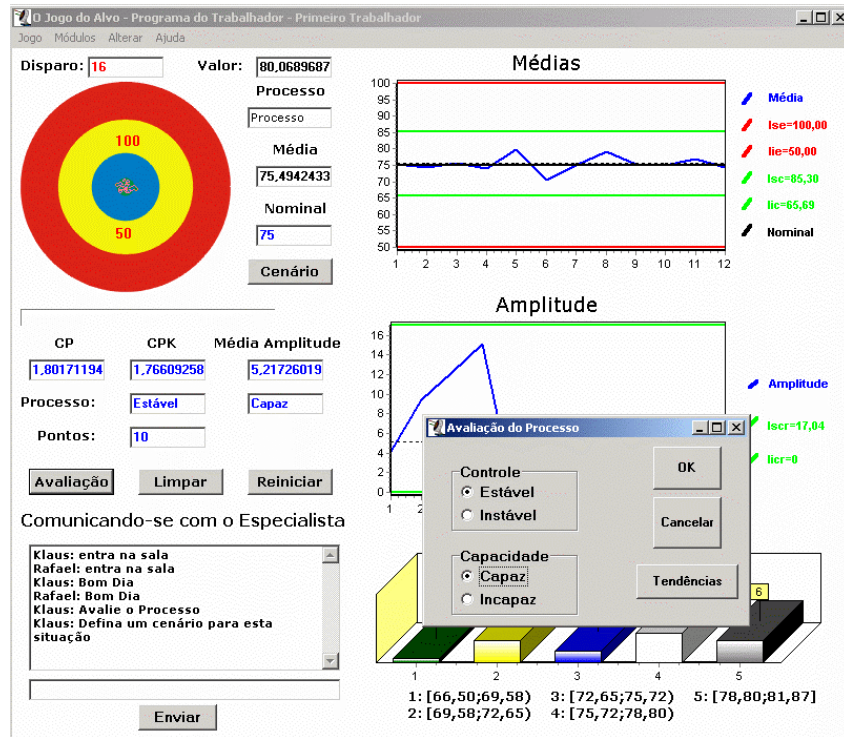 O Jogo do Alvo - Programa do Trabalhador - Primeiro Trabalhador
Jogo Módulos Alterar Ajuda
Disparo: 16 Valor: 80,0689687
100
50
Processo
Processo
Média
75,4942433
Nominal
75
Cenário
Médias
100
95
90
85
80
75
70
65
60
55
50
1 2 3 4 5 6 7 8 9 10 11 12
Média
lse=100,00
lie=50,00
lsc=85,30
lic=65,69
Nominal
CP CPK Média Amplitude
1,80171194 1,76609258 5,21726019
Processo: Estável Capaz
Pontos: 10
Avaliação Limpar Reiniciar
Amplitude
16
14
12
10
8
6
4
2
0
1 2
Amplitude
lscr=17,04
licr=0
Avaliação do Processo
Controle
Estável
Instável
Capacidade
Capaz
Incapaz
OK
Cancelar
Tendências
Comunicando-se com o Especialista
Klaus: entra na sala
Rafael: entra na sala
Klaus: Bom Dia
Rafael: Bom Dia
Klaus: Avalie o Processo
Klaus: Defina um cenário para esta
situação
Enviar
6
1 2 3 4 5
1: [66,50;69,58) 3: [72,65;75,72) 5: [78,80;81,87]
2: [69,58;72,65) 4: [75,72;78,80)